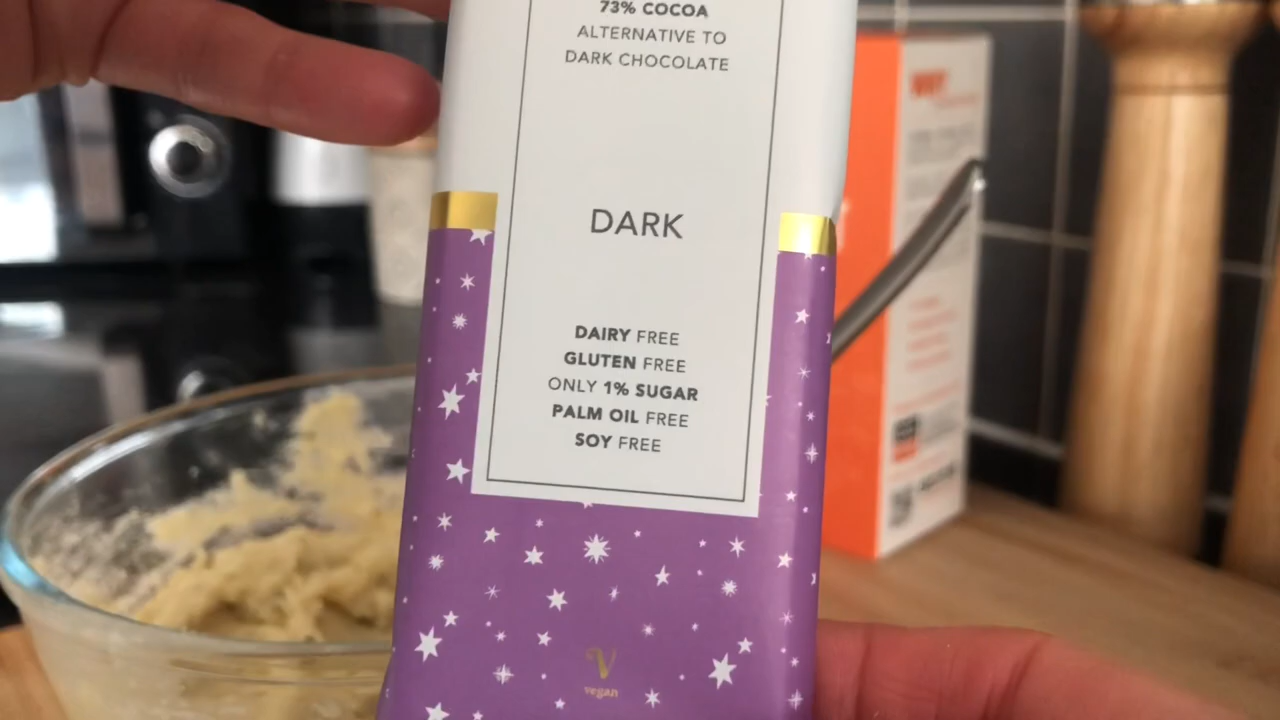 73% COCOA
ALTERNATIVE TO
DARK CHOCOLATE
DARK
DAIRY FREE
GLUTEN FREE
ONLY 1% SUGAR
PALM OIL FREE
SOY FREE
V
vegan